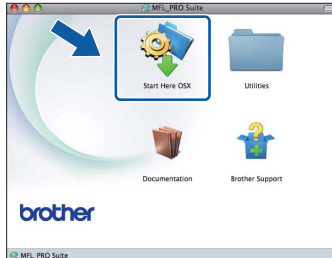 MFL_PRO Suite
Start Here OSX
Utilities
Documentation
Brother Support
brother
MFL_PRO Suite